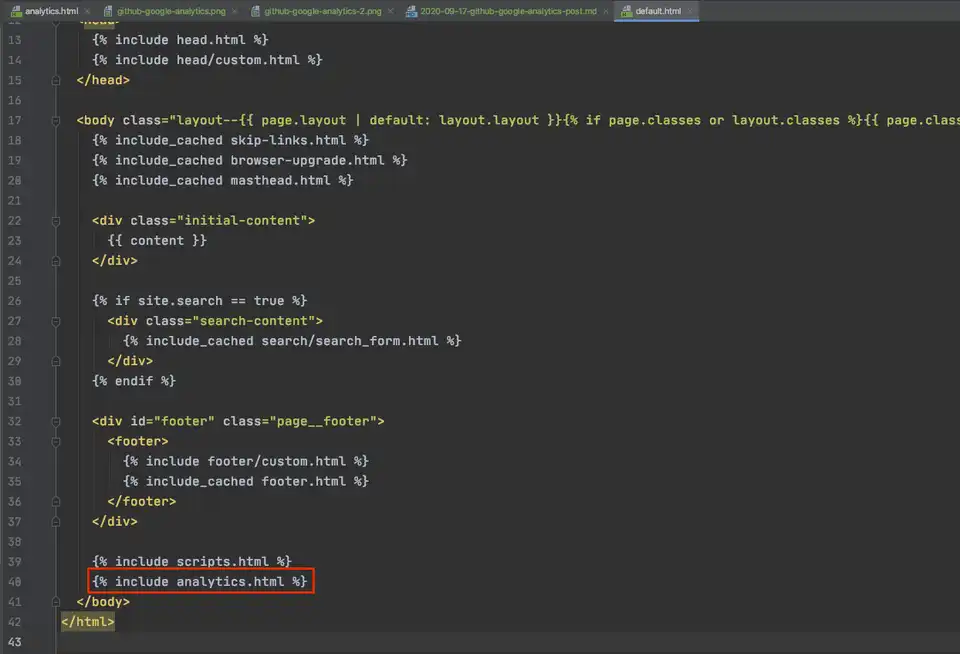 analytics.html github-google-analytics.png github-google-analytics-2.png 2020-09-17-github-google-analytics-post.md default.html
12 <head>
13 {% include head.html %}
14 {% include head/custom.html %}
15 </head>
16
17 <body class="layout--{{ page.layout | default: layout.layout }}{% if page.classes or layout.classes %}{{ page.clas
18 {% include_cached skip-links.html %}
19 {% include_cached browser-upgrade.html %}
20 {% include_cached masthead.html %}
21
22 <div class="initial-content">
23 {{ content }}
24 </div>
25
26 {% if site.search == true %}
27 <div class="search-content">
28 {% include_cached search/search_form.html %}
29 </div>
30 {% endif %}
31
32 <div id="footer" class="page__footer">
33 <footer>
34 {% include footer/custom.html %}
35 {% include_cached footer.html %}
36 </footer>
37 </div>
38
39 {% include scripts.html %}
40 {% include analytics.html %}
41 </body>
42 </html>
43